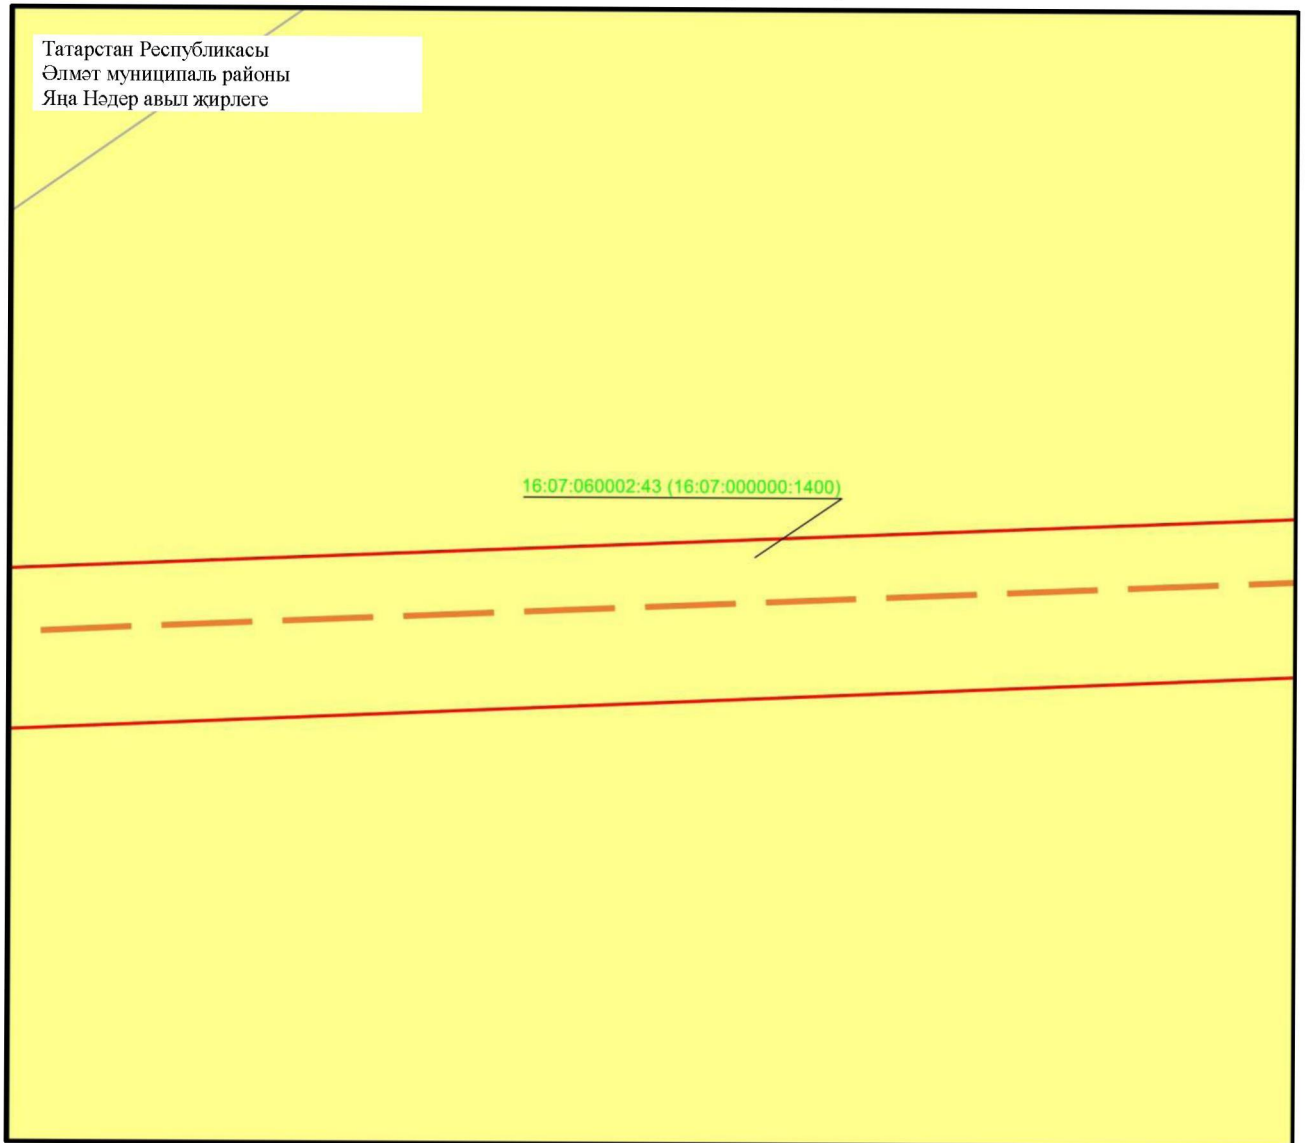 Татарстан Республикасы
Әлмәт муниципаль районы
Яңа Нәдер авыл җирлеге
16:07:060002:43 (16:07:000000:1400)